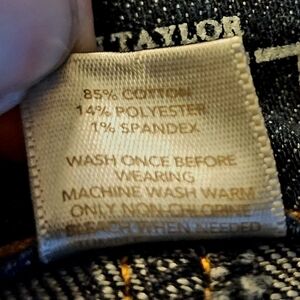 TAYLOR
85% COTTON
14% POLYESTER
1% SPANDEX
WASH ONCE BEFORE
WEARING
MACHINE WASH WARM
ONLY NON-CHLORINE
BLEACH WHEN NEEDED